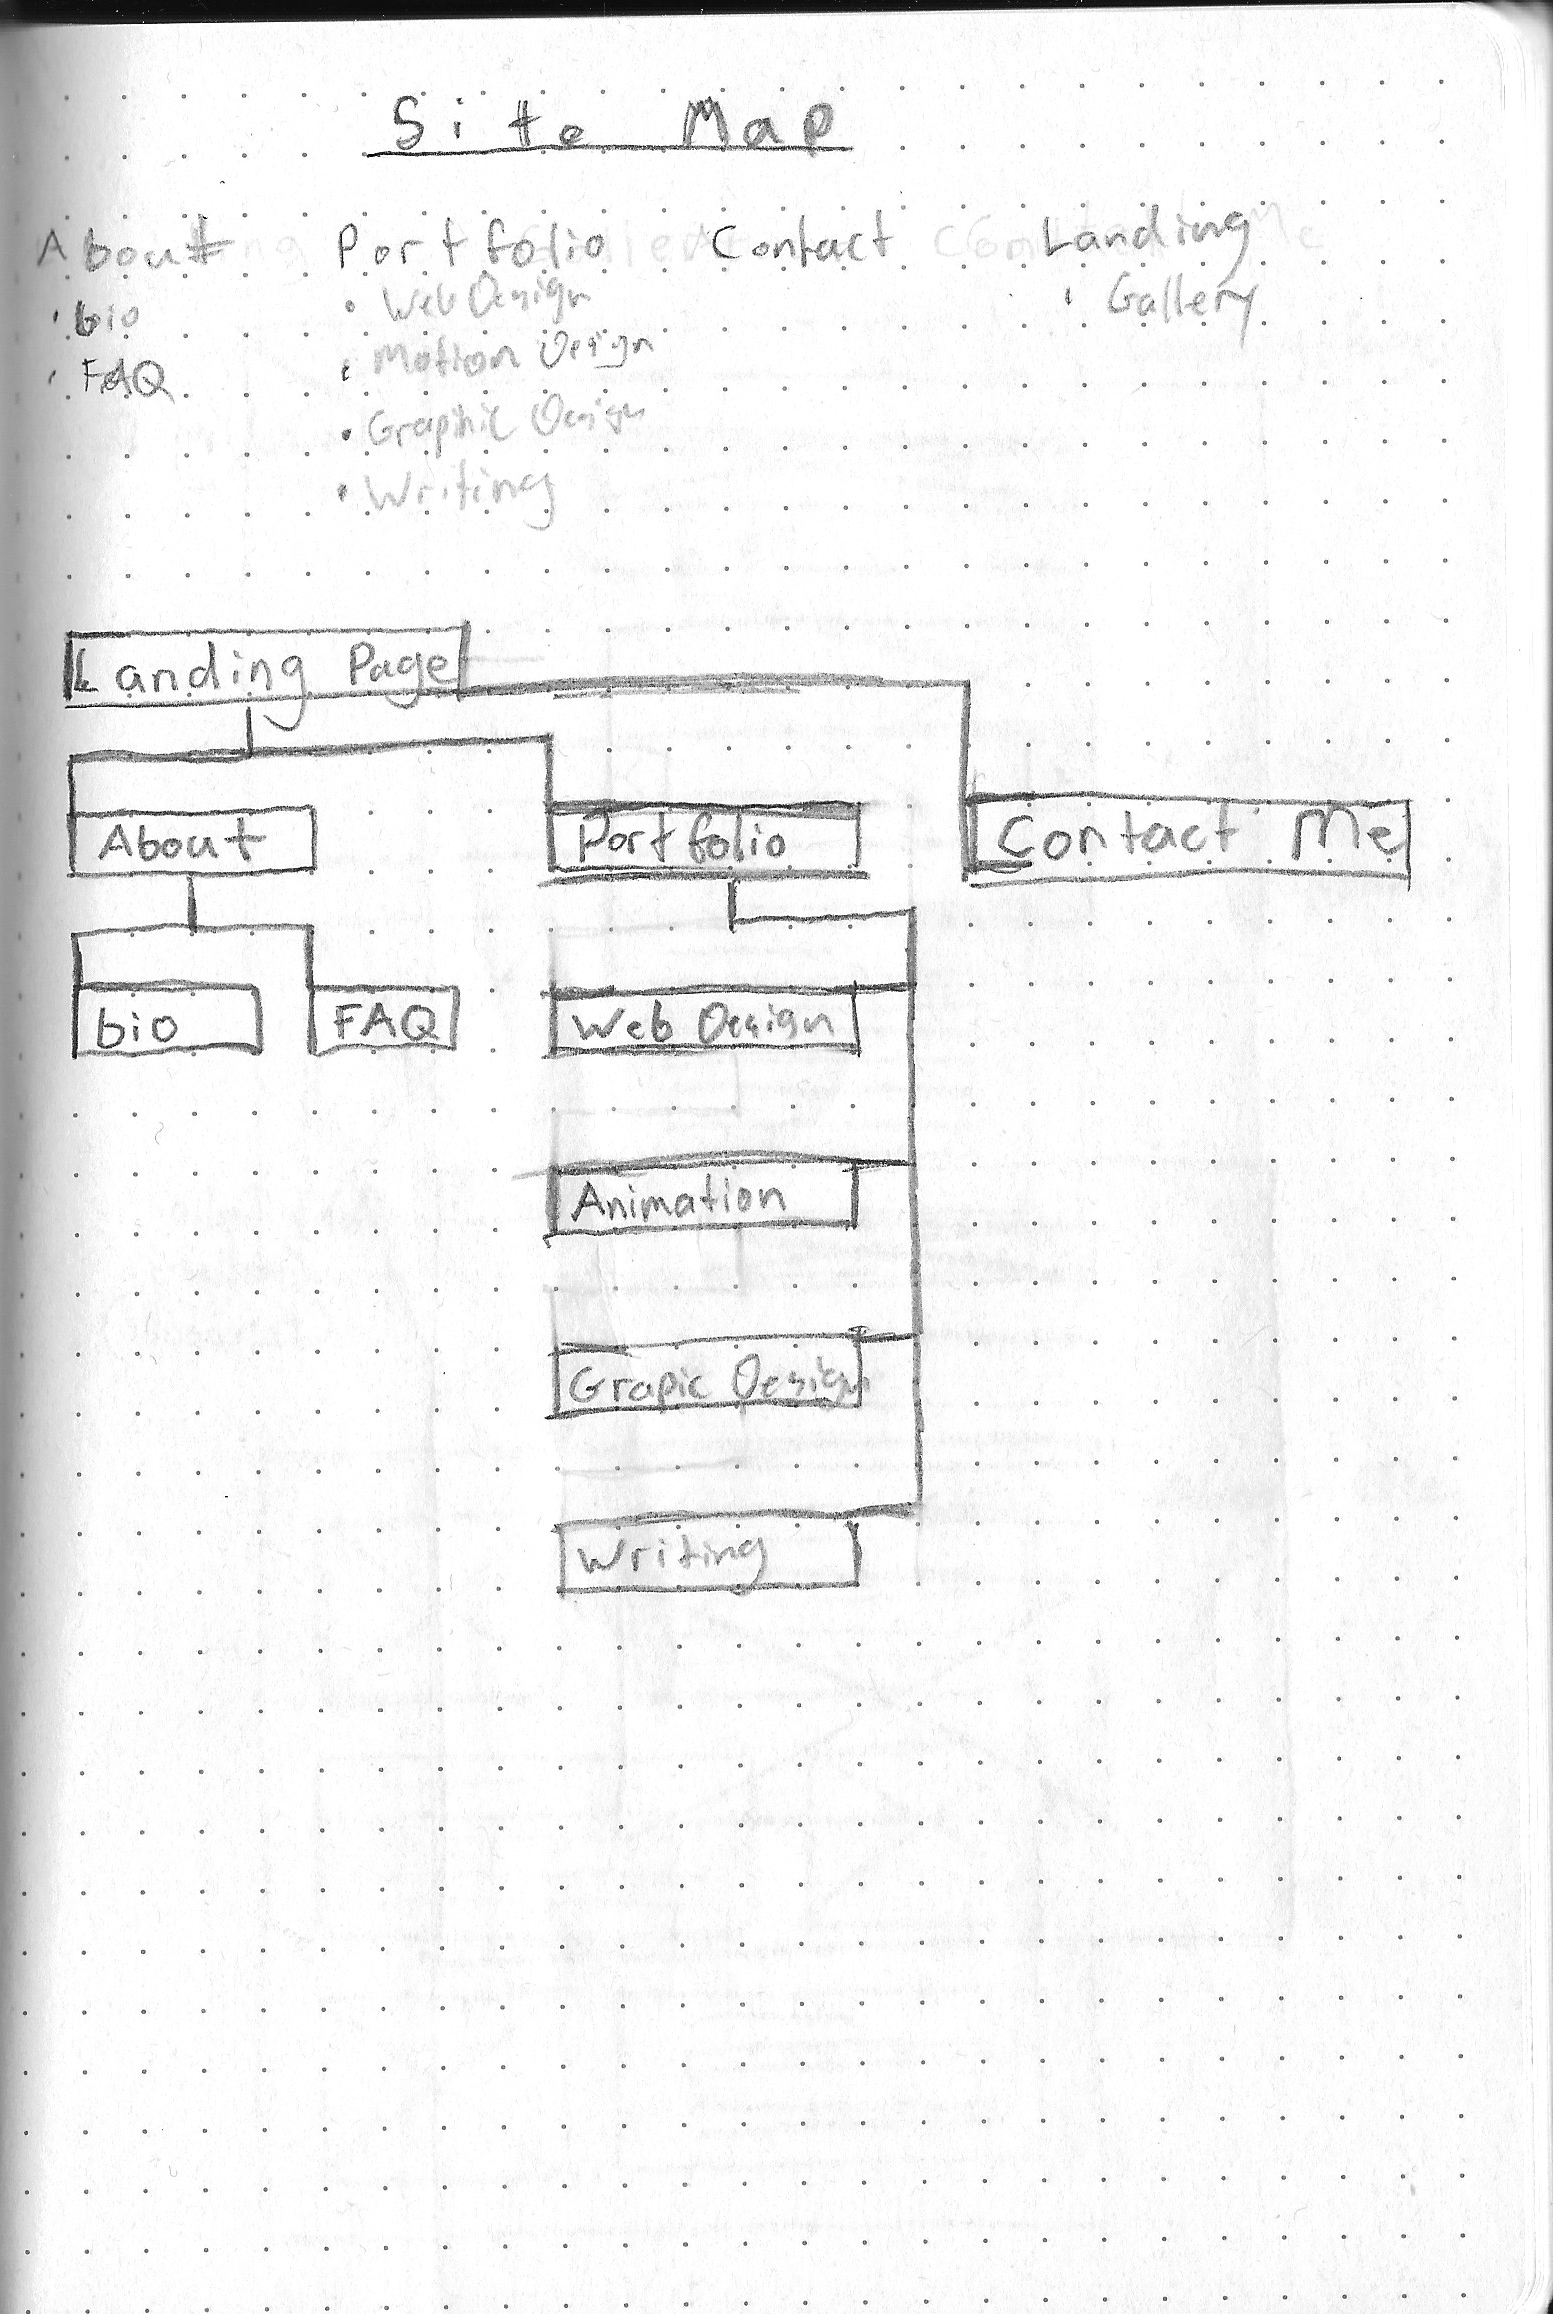 Site Map
About Portfolio Contact Landing
• bio • Web Design • Gallery
• FAQ • Motion Design
• Graphic Design
• Writing
Landing Page
About Portfolio Contact Me
bio FAQ Web Design
Animation
Grapic Design
Writing